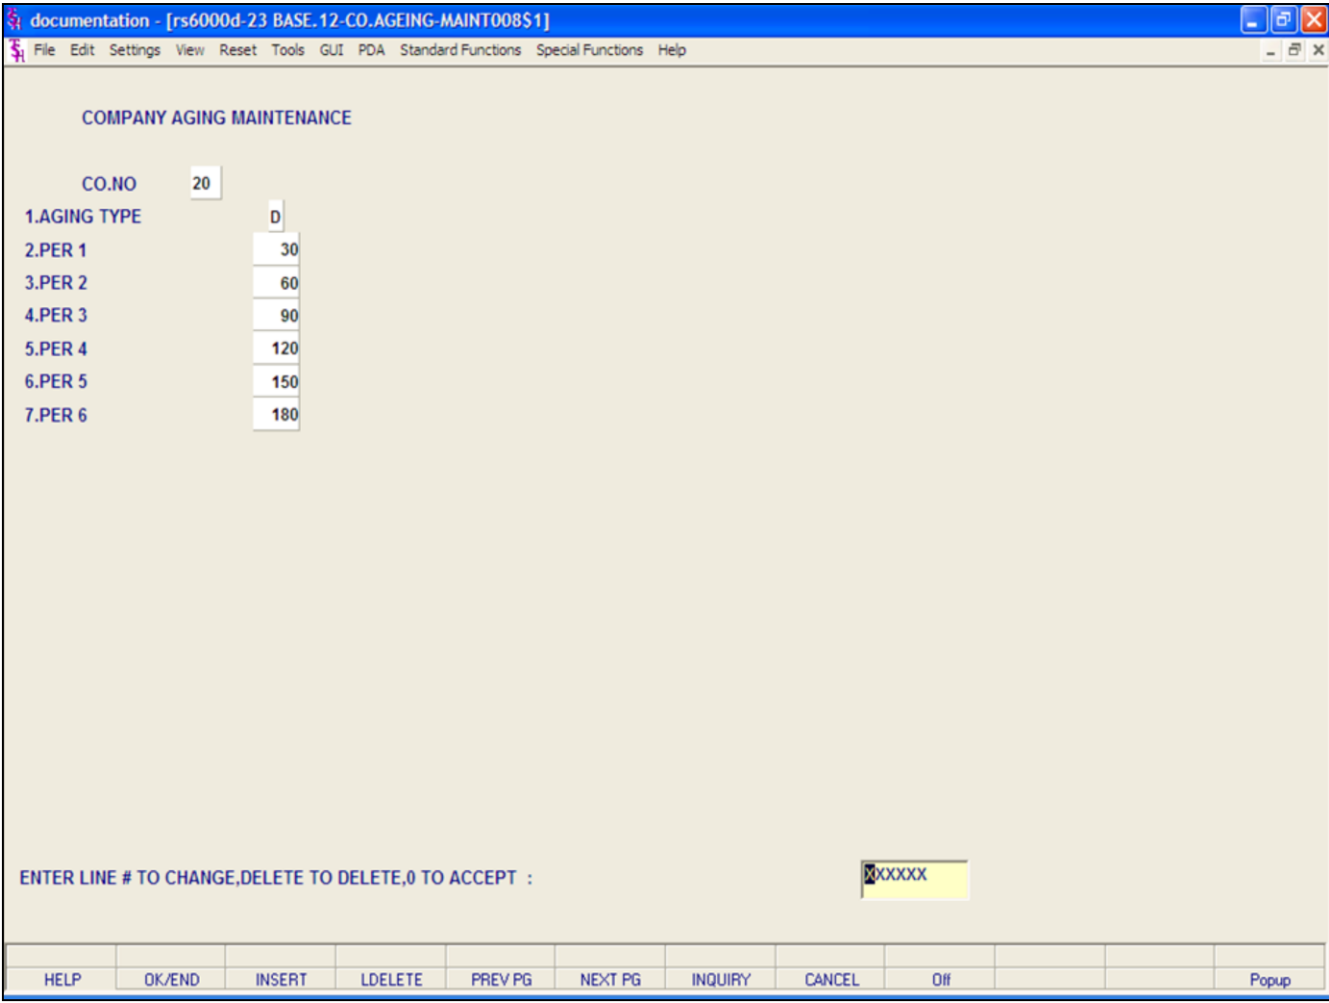 documentation - [rs6000d-23 BASE.12-CO.AGEING-MAINT008$1]
File Edit Settings View Reset Tools GUI PDA Standard Functions Special Functions Help
COMPANY AGING MAINTENANCE
CO.NO 20
1.AGING TYPE D
2.PER 1 30
3.PER 2 60
4.PER 3 90
5.PER 4 120
6.PER 5 150
7.PER 6 180
ENTER LINE # TO CHANGE,DELETE TO DELETE,0 TO ACCEPT : XXXXXX
HELP OK/END INSERT LDELETE PREV PG NEXT PG INQUIRY CANCEL Off Popup